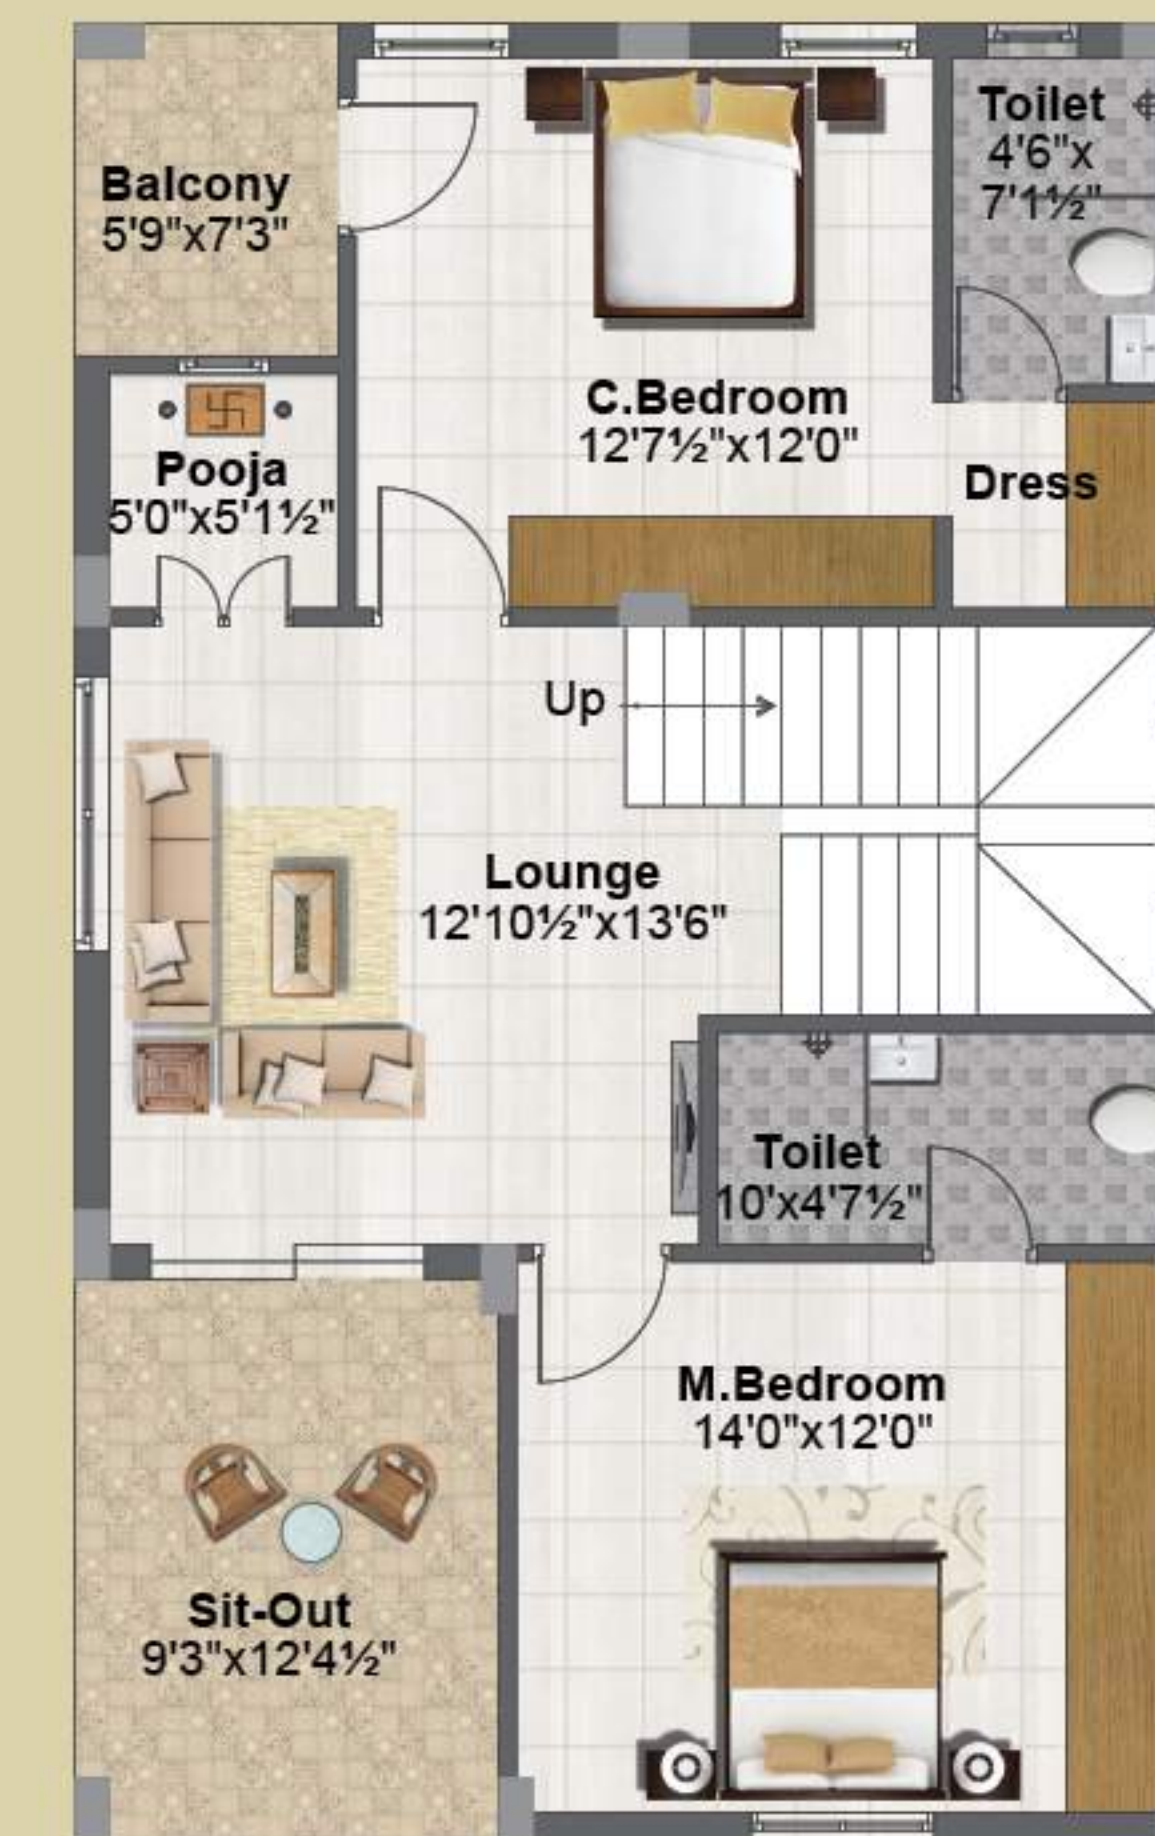 Toilet
4'6"x
7'1½"
Balcony
5'9"x7'3"
C.Bedroom
12'7½"x12'0"
Pooja
5'0"x5'1½"
Dress
Up
Lounge
12'10½"x13'6"
Toilet
10'x4'7½"
M.Bedroom
14'0"x12'0"
Sit-Out
9'3"x12'4½"